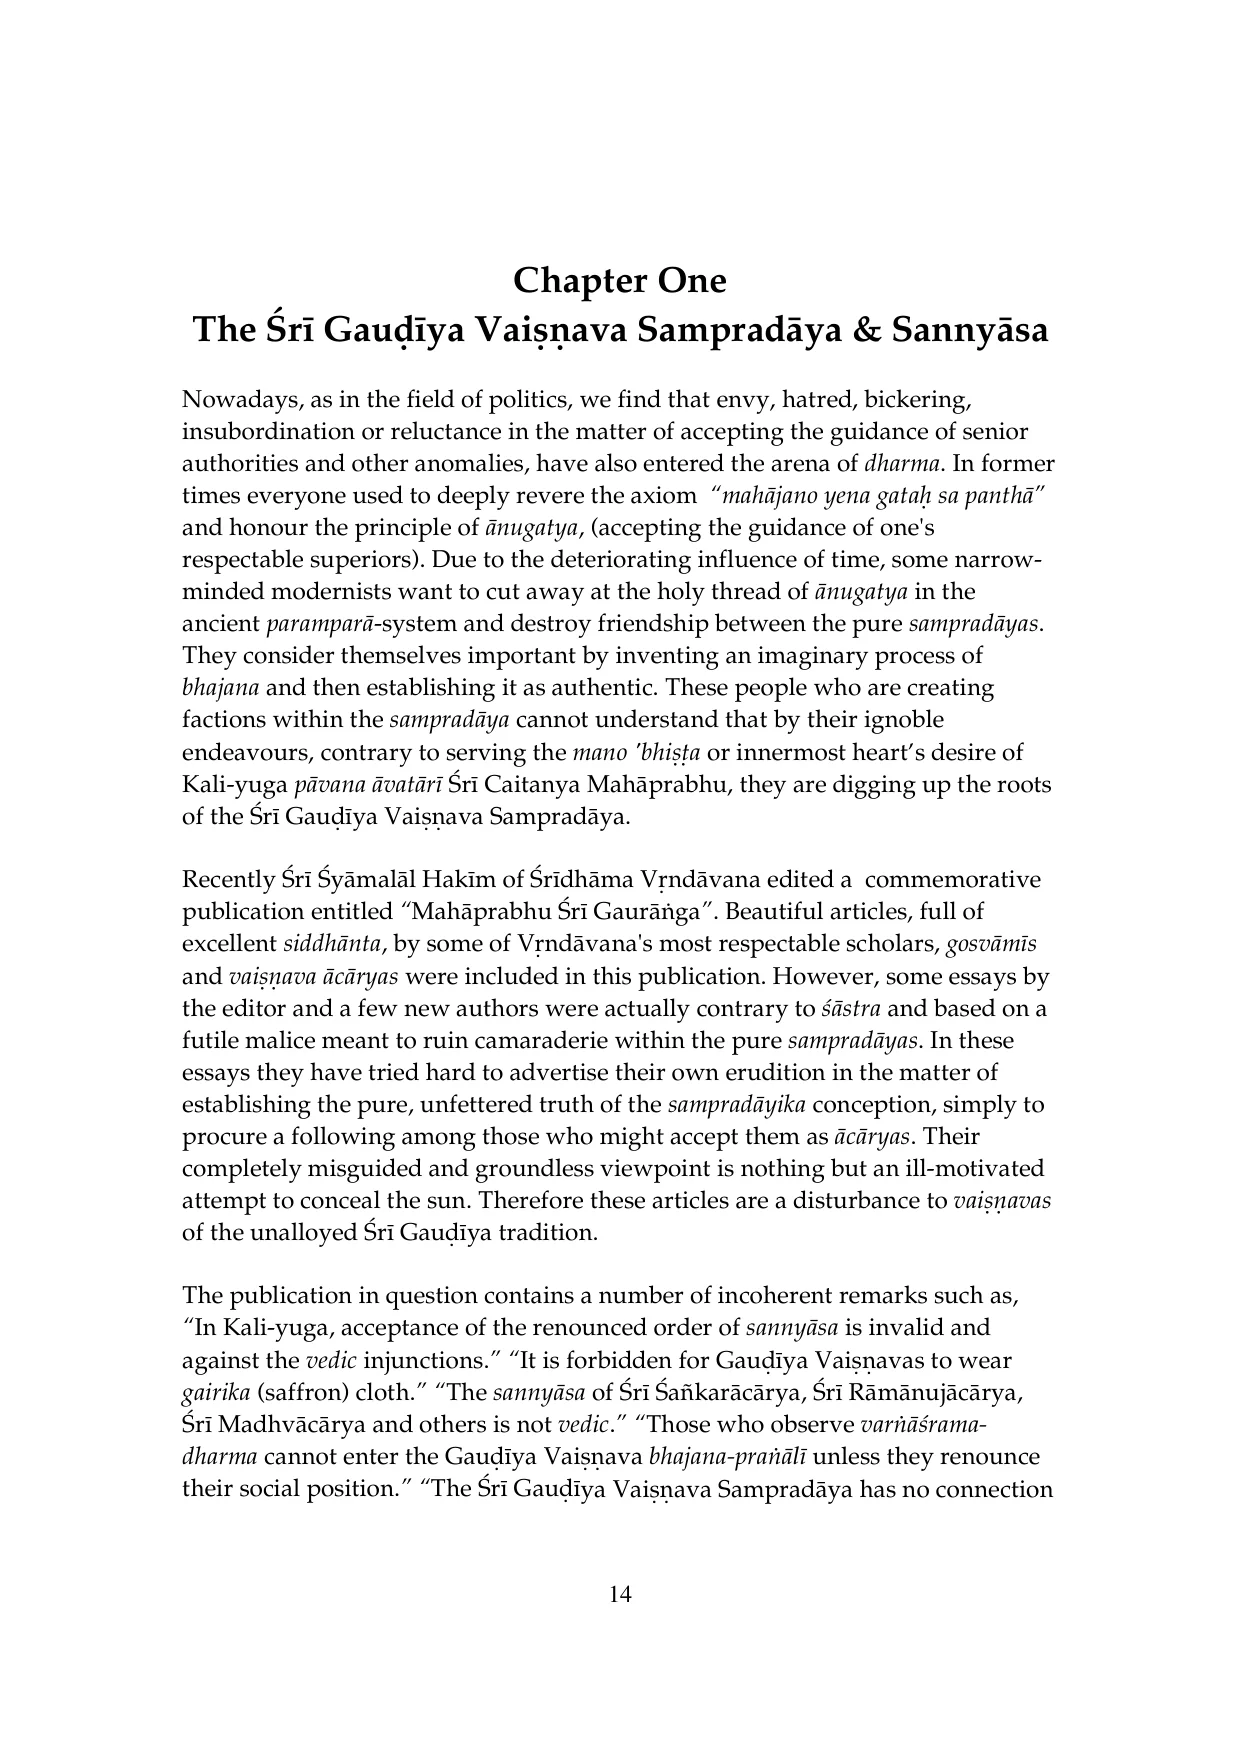 Chapter One
The Śrī Gauḍīya Vaiṣṇava Sampradāya & Sannyāsa
Nowadays, as in the field of politics, we find that envy, hatred, bickering,
insubordination or reluctance in the matter of accepting the guidance of senior
authorities and other anomalies, have also entered the arena of dharma. In former
times everyone used to deeply revere the axiom “mahājano yena gataḥ sa panthā”
and honour the principle of ānugatya, (accepting the guidance of one's
respectable superiors). Due to the deteriorating influence of time, some narrow-
minded modernists want to cut away at the holy thread of ānugatya in the
ancient paramparā-system and destroy friendship between the pure sampradāyas.
They consider themselves important by inventing an imaginary process of
bhajana and then establishing it as authentic. These people who are creating
factions within the sampradāya cannot understand that by their ignoble
endeavours, contrary to serving the mano ’bhiṣṭa or innermost heart’s desire of
Kali-yuga pāvana āvatārī Śrī Caitanya Mahāprabhu, they are digging up the roots
of the Śrī Gauḍīya Vaiṣṇava Sampradāya.
Recently Śrī Śyāmalāl Hakīm of Śrīdhāma Vṛndāvana edited a commemorative
publication entitled “Mahāprabhu Śrī Gaurāṅga”. Beautiful articles, full of
excellent siddhānta, by some of Vṛndāvana's most respectable scholars, gosvāmīs
and vaiṣṇava ācāryas were included in this publication. However, some essays by
the editor and a few new authors were actually contrary to śāstra and based on a
futile malice meant to ruin camaraderie within the pure sampradāyas. In these
essays they have tried hard to advertise their own erudition in the matter of
establishing the pure, unfettered truth of the sampradāyika conception, simply to
procure a following among those who might accept them as ācāryas. Their
completely misguided and groundless viewpoint is nothing but an ill-motivated
attempt to conceal the sun. Therefore these articles are a disturbance to vaiṣṇavas
of the unalloyed Śrī Gauḍīya tradition.
The publication in question contains a number of incoherent remarks such as,
“In Kali-yuga, acceptance of the renounced order of sannyāsa is invalid and
against the vedic injunctions.” “It is forbidden for Gauḍīya Vaiṣṇavas to wear
gairika (saffron) cloth.” “The sannyāsa of Śrī Śañkarācārya, Śrī Rāmānujācārya,
Śrī Madhvācārya and others is not vedic.” “Those who observe varṅāśrama-
dharma cannot enter the Gauḍīya Vaiṣṇava bhajana-praṅālī unless they renounce
their social position.” “The Śrī Gauḍīya Vaiṣṇava Sampradāya has no connection
14